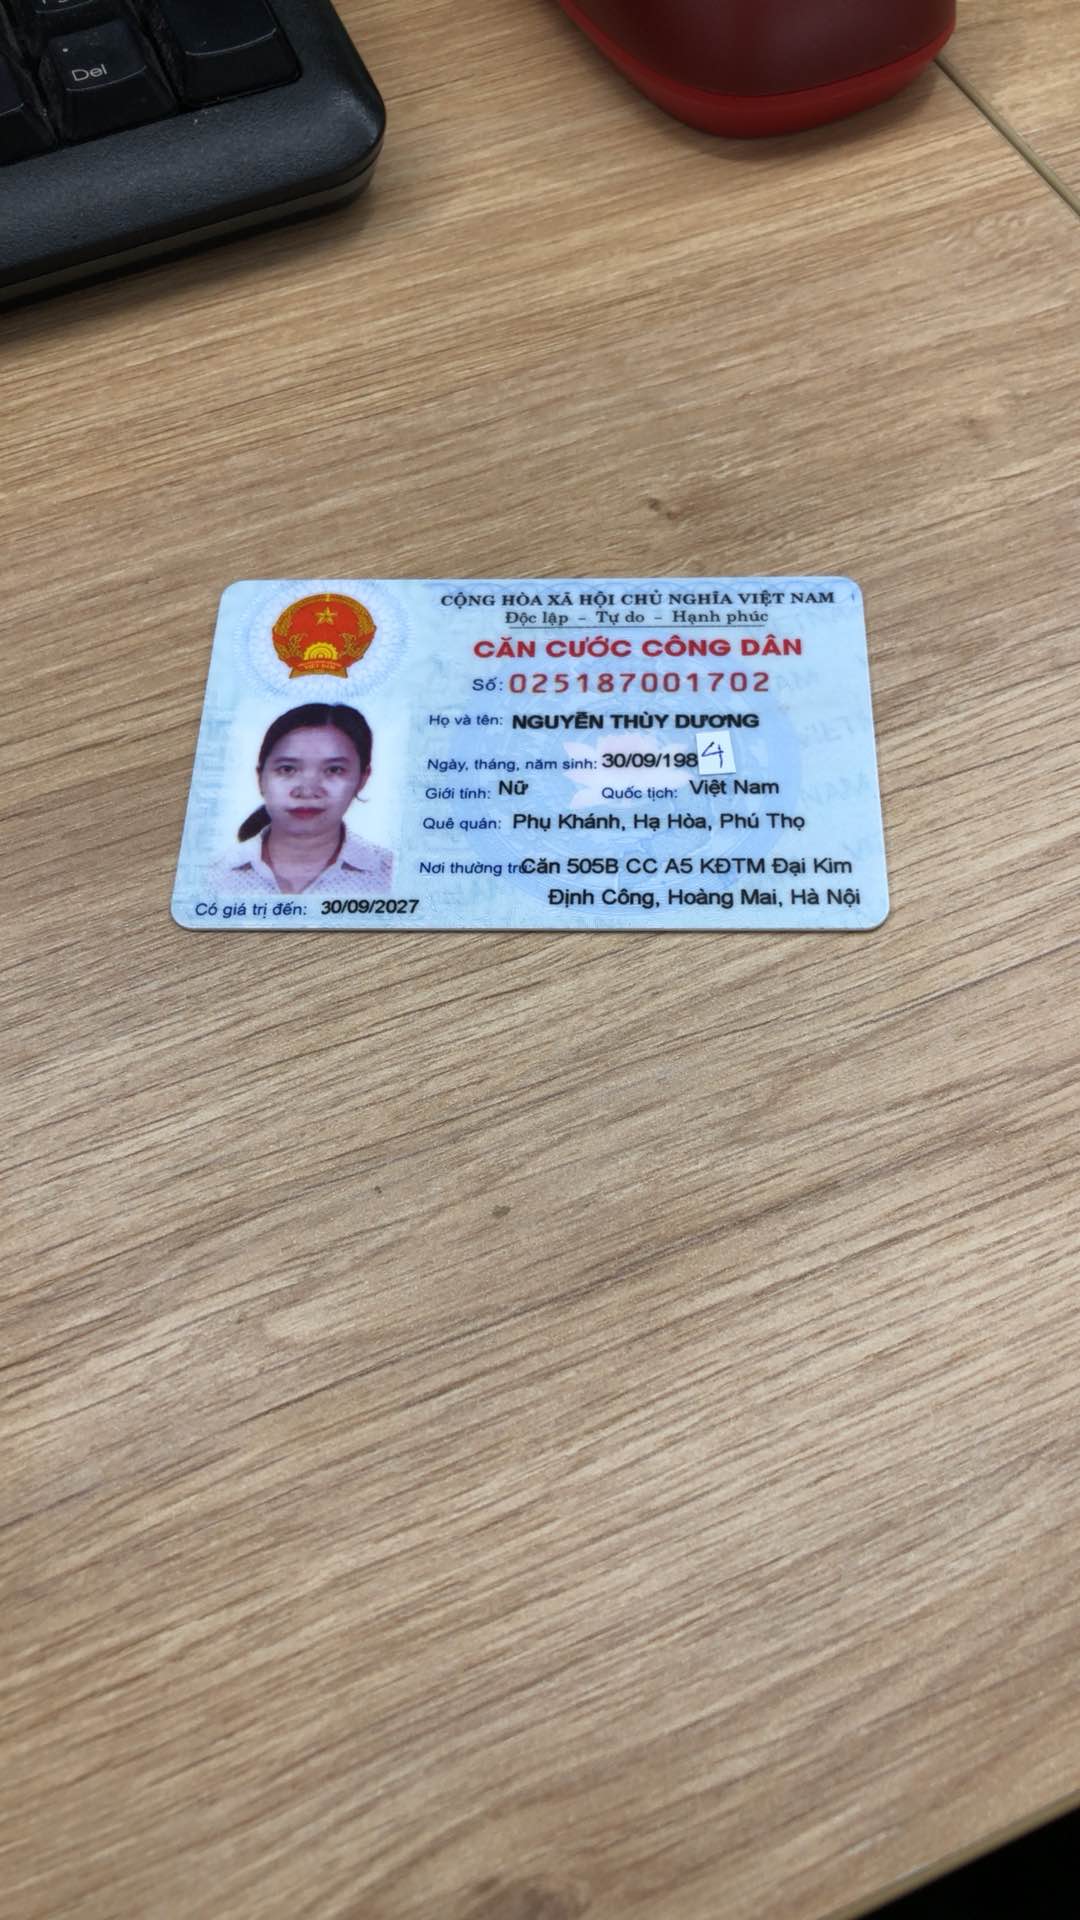 Del
CỘNG HÒA XÃ HỘI CHỦ NGHĨA VIỆT NAM
Độc lập - Tự do - Hạnh phúc
CĂN CƯỚC CÔNG DÂN
Số: 025187001702
Họ và tên: NGUYỄN THÙY DƯƠNG
Ngày, tháng, năm sinh: 30/09/1984
Giới tính: Nữ Quốc tịch: Việt Nam
Quê quán: Phụ Khánh, Hạ Hòa, Phú Thọ
Nơi thường trú: Căn 505B CC A5 KĐTM Đại Kim
Định Công, Hoàng Mai, Hà Nội
Có giá trị đến: 30/09/2027